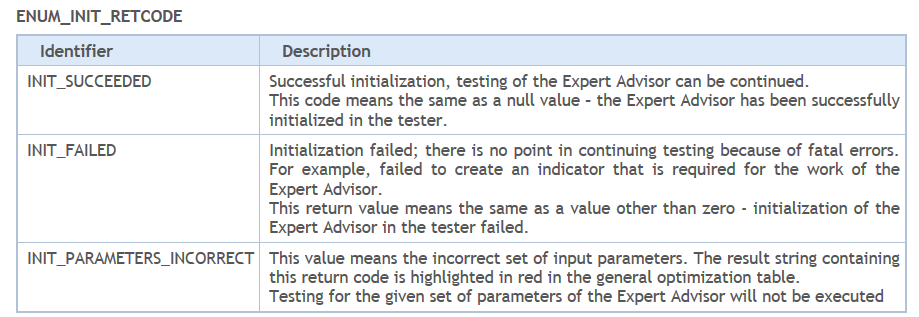 ENUM_INIT_RETCODE
Identifier
Description
INIT_SUCCEEDED
Successful initialization, testing of the Expert Advisor can be continued.
This code means the same as a null value – the Expert Advisor has been successfully
initialized in the tester.
INIT_FAILED
Initialization failed; there is no point in continuing testing because of fatal errors.
For example, failed to create an indicator that is required for the work of the
Expert Advisor.
This return value means the same as a value other than zero - initialization of the
Expert Advisor in the tester failed.
INIT_PARAMETERS_INCORRECT
This value means the incorrect set of input parameters. The result string containing
this return code is highlighted in red in the general optimization table.
Testing for the given set of parameters of the Expert Advisor will not be executed